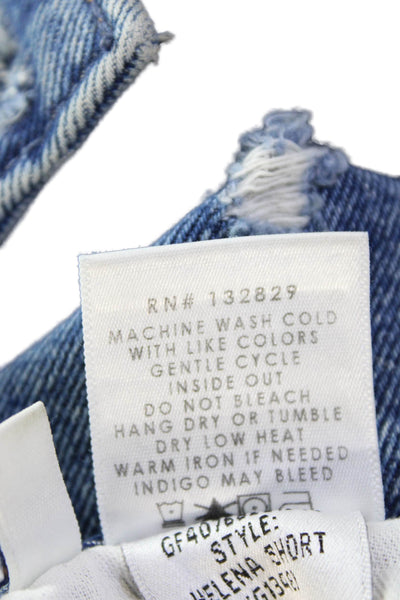 RN# 132829
MACHINE WASH COLD
WITH LIKE COLORS
GENTLE CYCLE
INSIDE OUT
DO NOT BLEACH
HANG DRY OR TUMBLE
DRY LOW HEAT
WARM IRON IF NEEDED
INDIGO MAY BLEED
STYLE:
HELENA SHORT